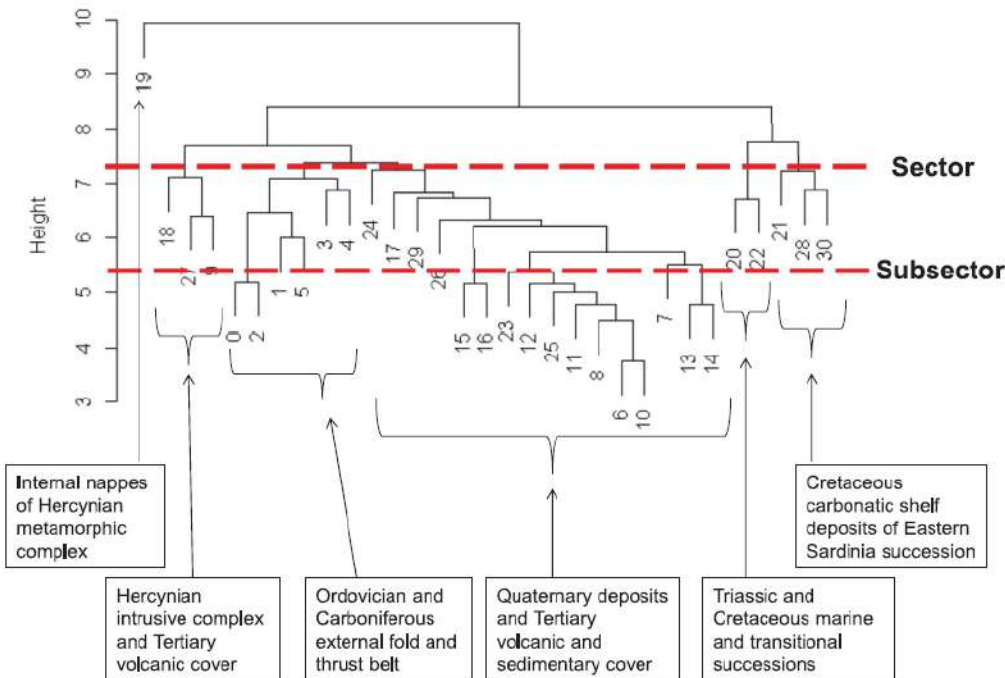 10
9
8
7
6
5
4
3
Height
19
18
27
9
0
2
1
5
3
4
24
17
29
26
15
16
23
12
25
11
8
6
10
7
13
14
20
22
21
28
30
Sector
Subsector
Internal nappes
of Hercynian
metamorphic
complex
Cretaceous
carbonatic shelf
deposits of Eastern
Sardinia succession
Hercynian
intrusive complex
and Tertiary
volcanic cover
Ordovician and
Carboniferous
external fold and
thrust belt
Quaternary deposits
and Tertiary
volcanic and
sedimentary cover
Triassic and
Cretaceous marine
and transitional
successions